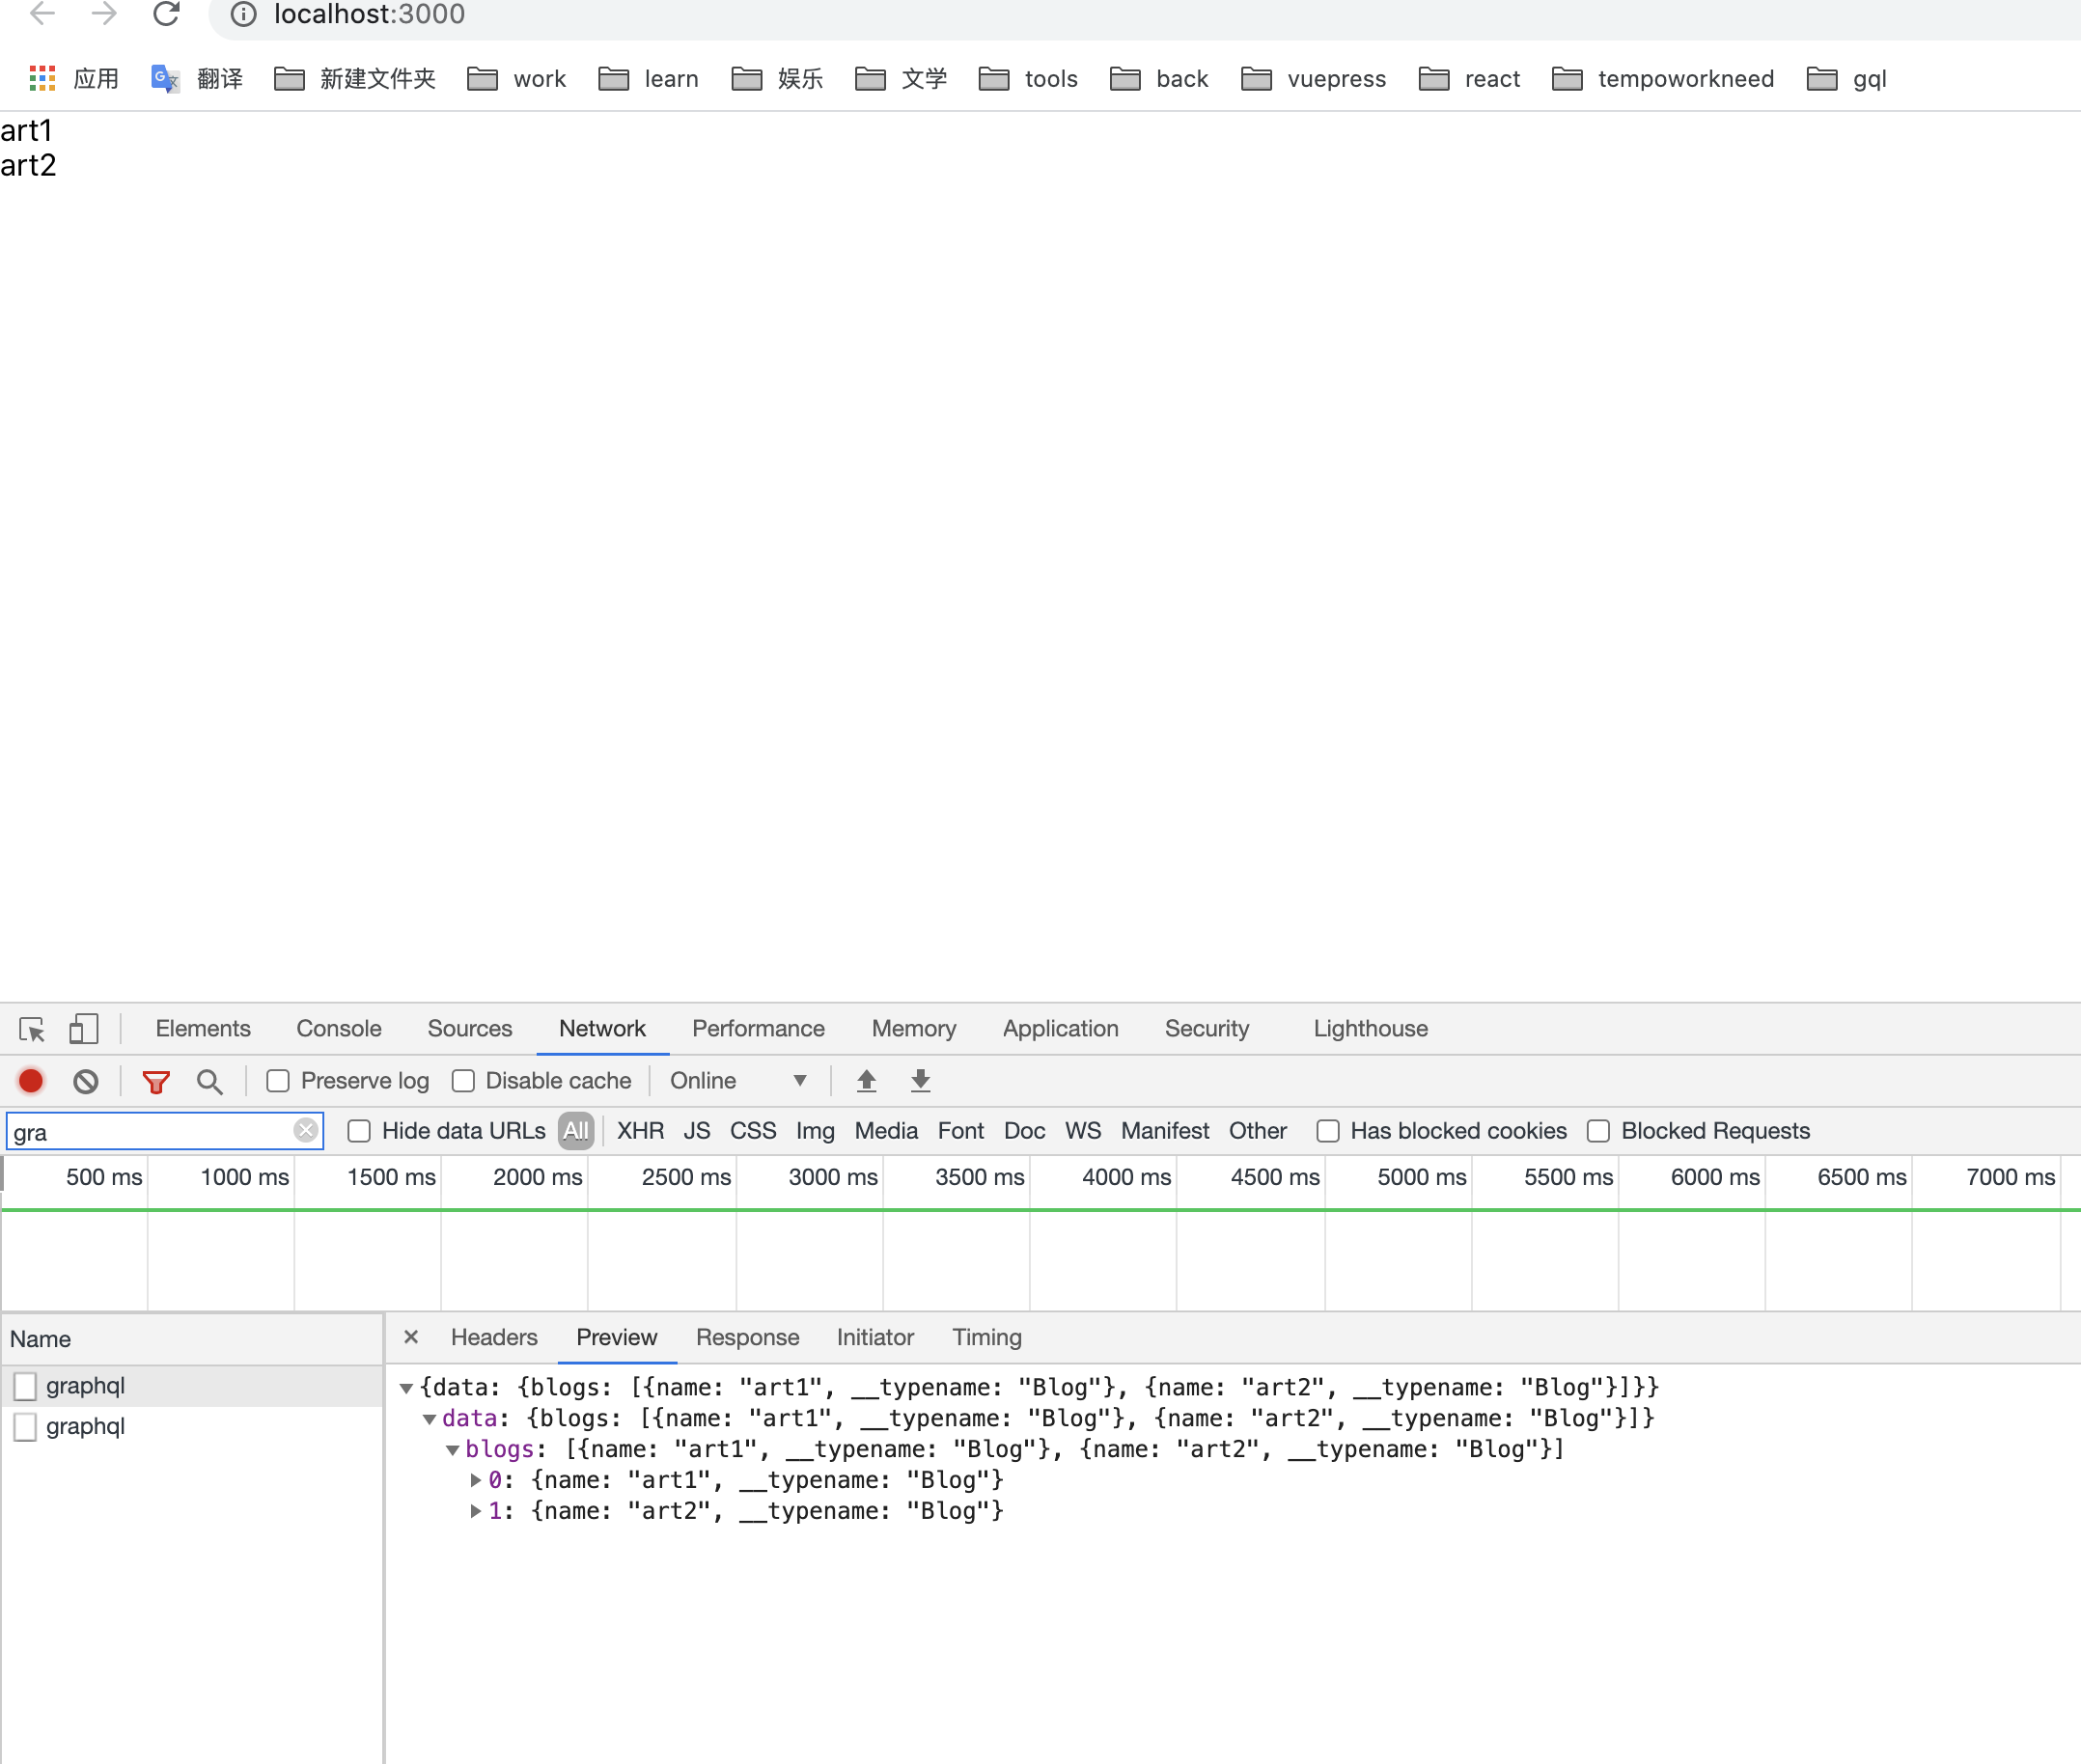 localhost:3000
应用 翻译 新建文件夹 work learn 娱乐 文学 tools back vuepress react tempoworkneed gql
art1
art2
Elements Console Sources Network Performance Memory Application Security Lighthouse
Preserve log Disable cache Online
gra Hide data URLs All XHR JS CSS Img Media Font Doc WS Manifest Other Has blocked cookies Blocked Requests
500 ms 1000 ms 1500 ms 2000 ms 2500 ms 3000 ms 3500 ms 4000 ms 4500 ms 5000 ms 5500 ms 6000 ms 6500 ms 7000 ms
Name
graphql
graphql
Headers Preview Response Initiator Timing
{data: {blogs: [{name: "art1", __typename: "Blog"}, {name: "art2", __typename: "Blog"}]}}
data: {blogs: [{name: "art1", __typename: "Blog"}, {name: "art2", __typename: "Blog"}]}
blogs: [{name: "art1", __typename: "Blog"}, {name: "art2", __typename: "Blog"}]
0: {name: "art1", __typename: "Blog"}
1: {name: "art2", __typename: "Blog"}